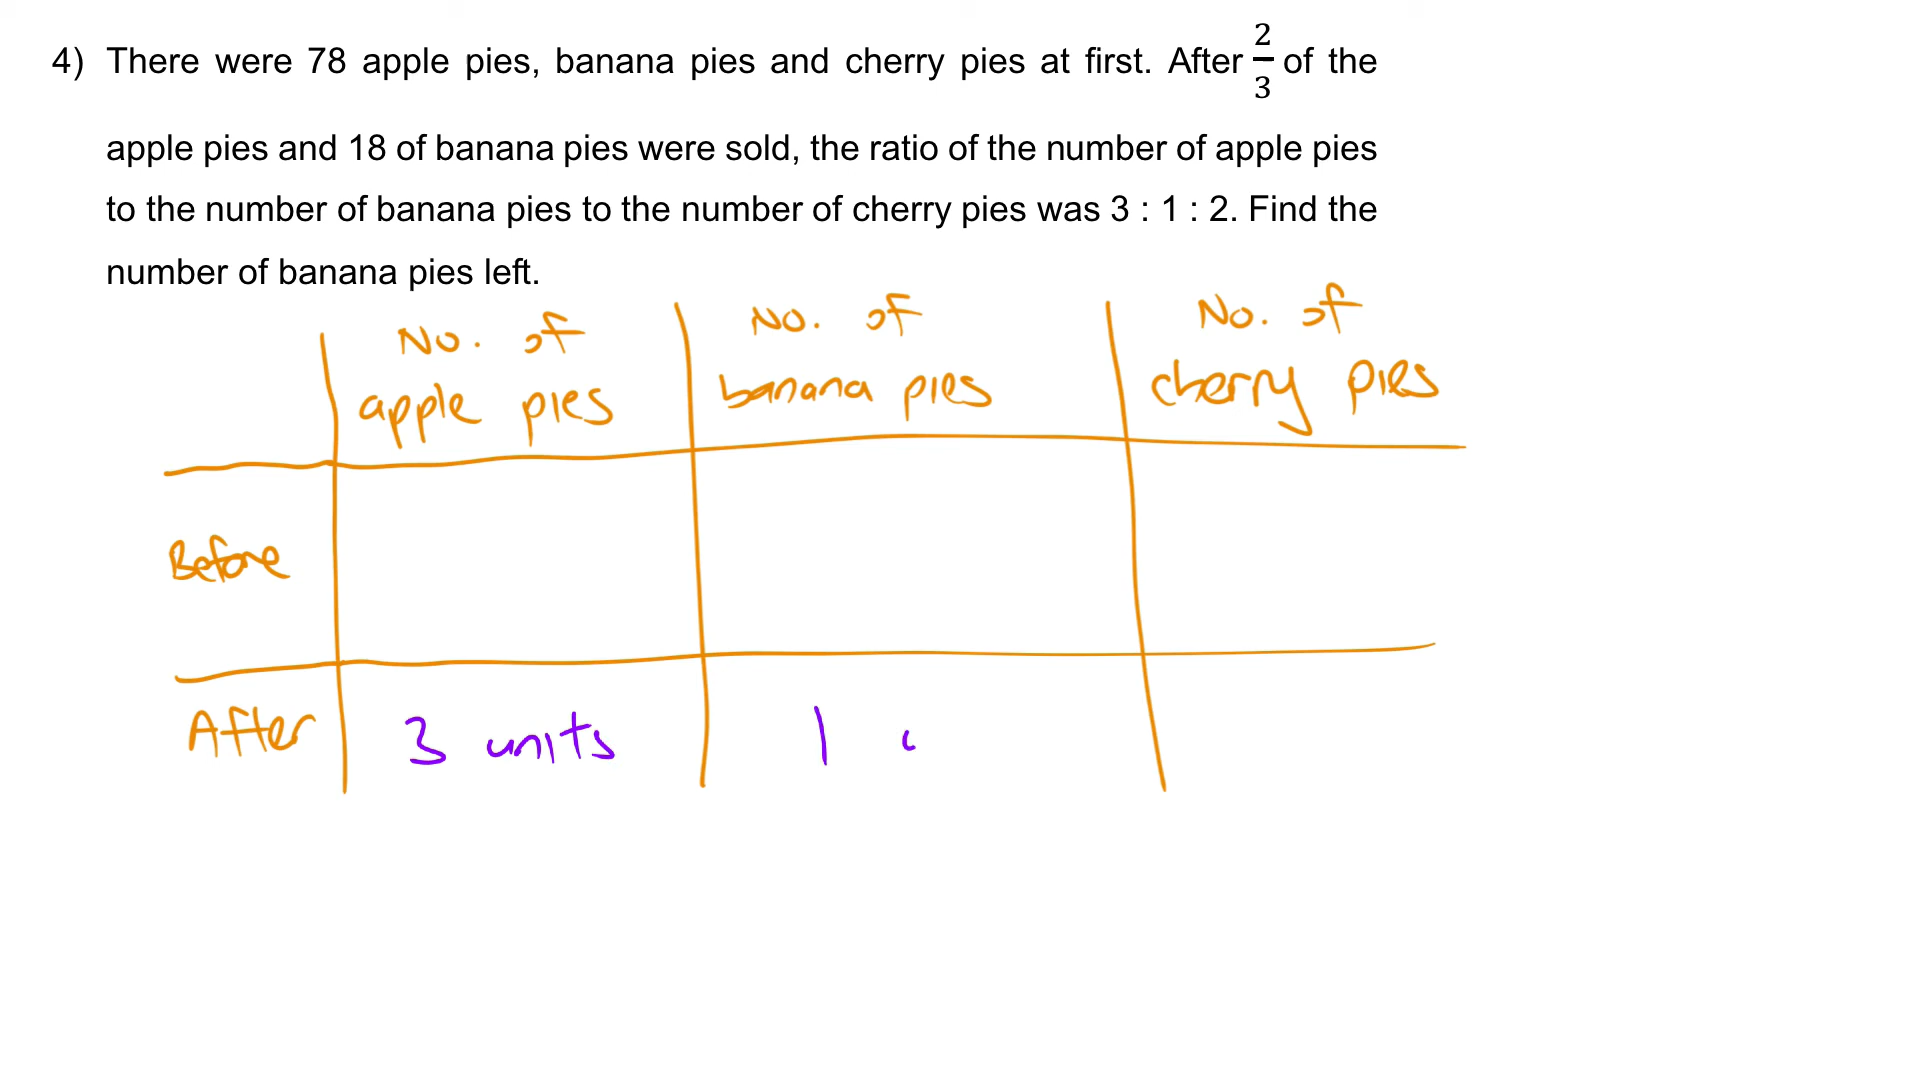 4) There were 78 apple pies, banana pies and cherry pies at first. After 2/3 of the
apple pies and 18 of banana pies were sold, the ratio of the number of apple pies
to the number of banana pies to the number of cherry pies was 3 : 1 : 2. Find the
number of banana pies left.
No. of No. of No. of
apple pies banana pies cherry pies
Before
After 3 units 1